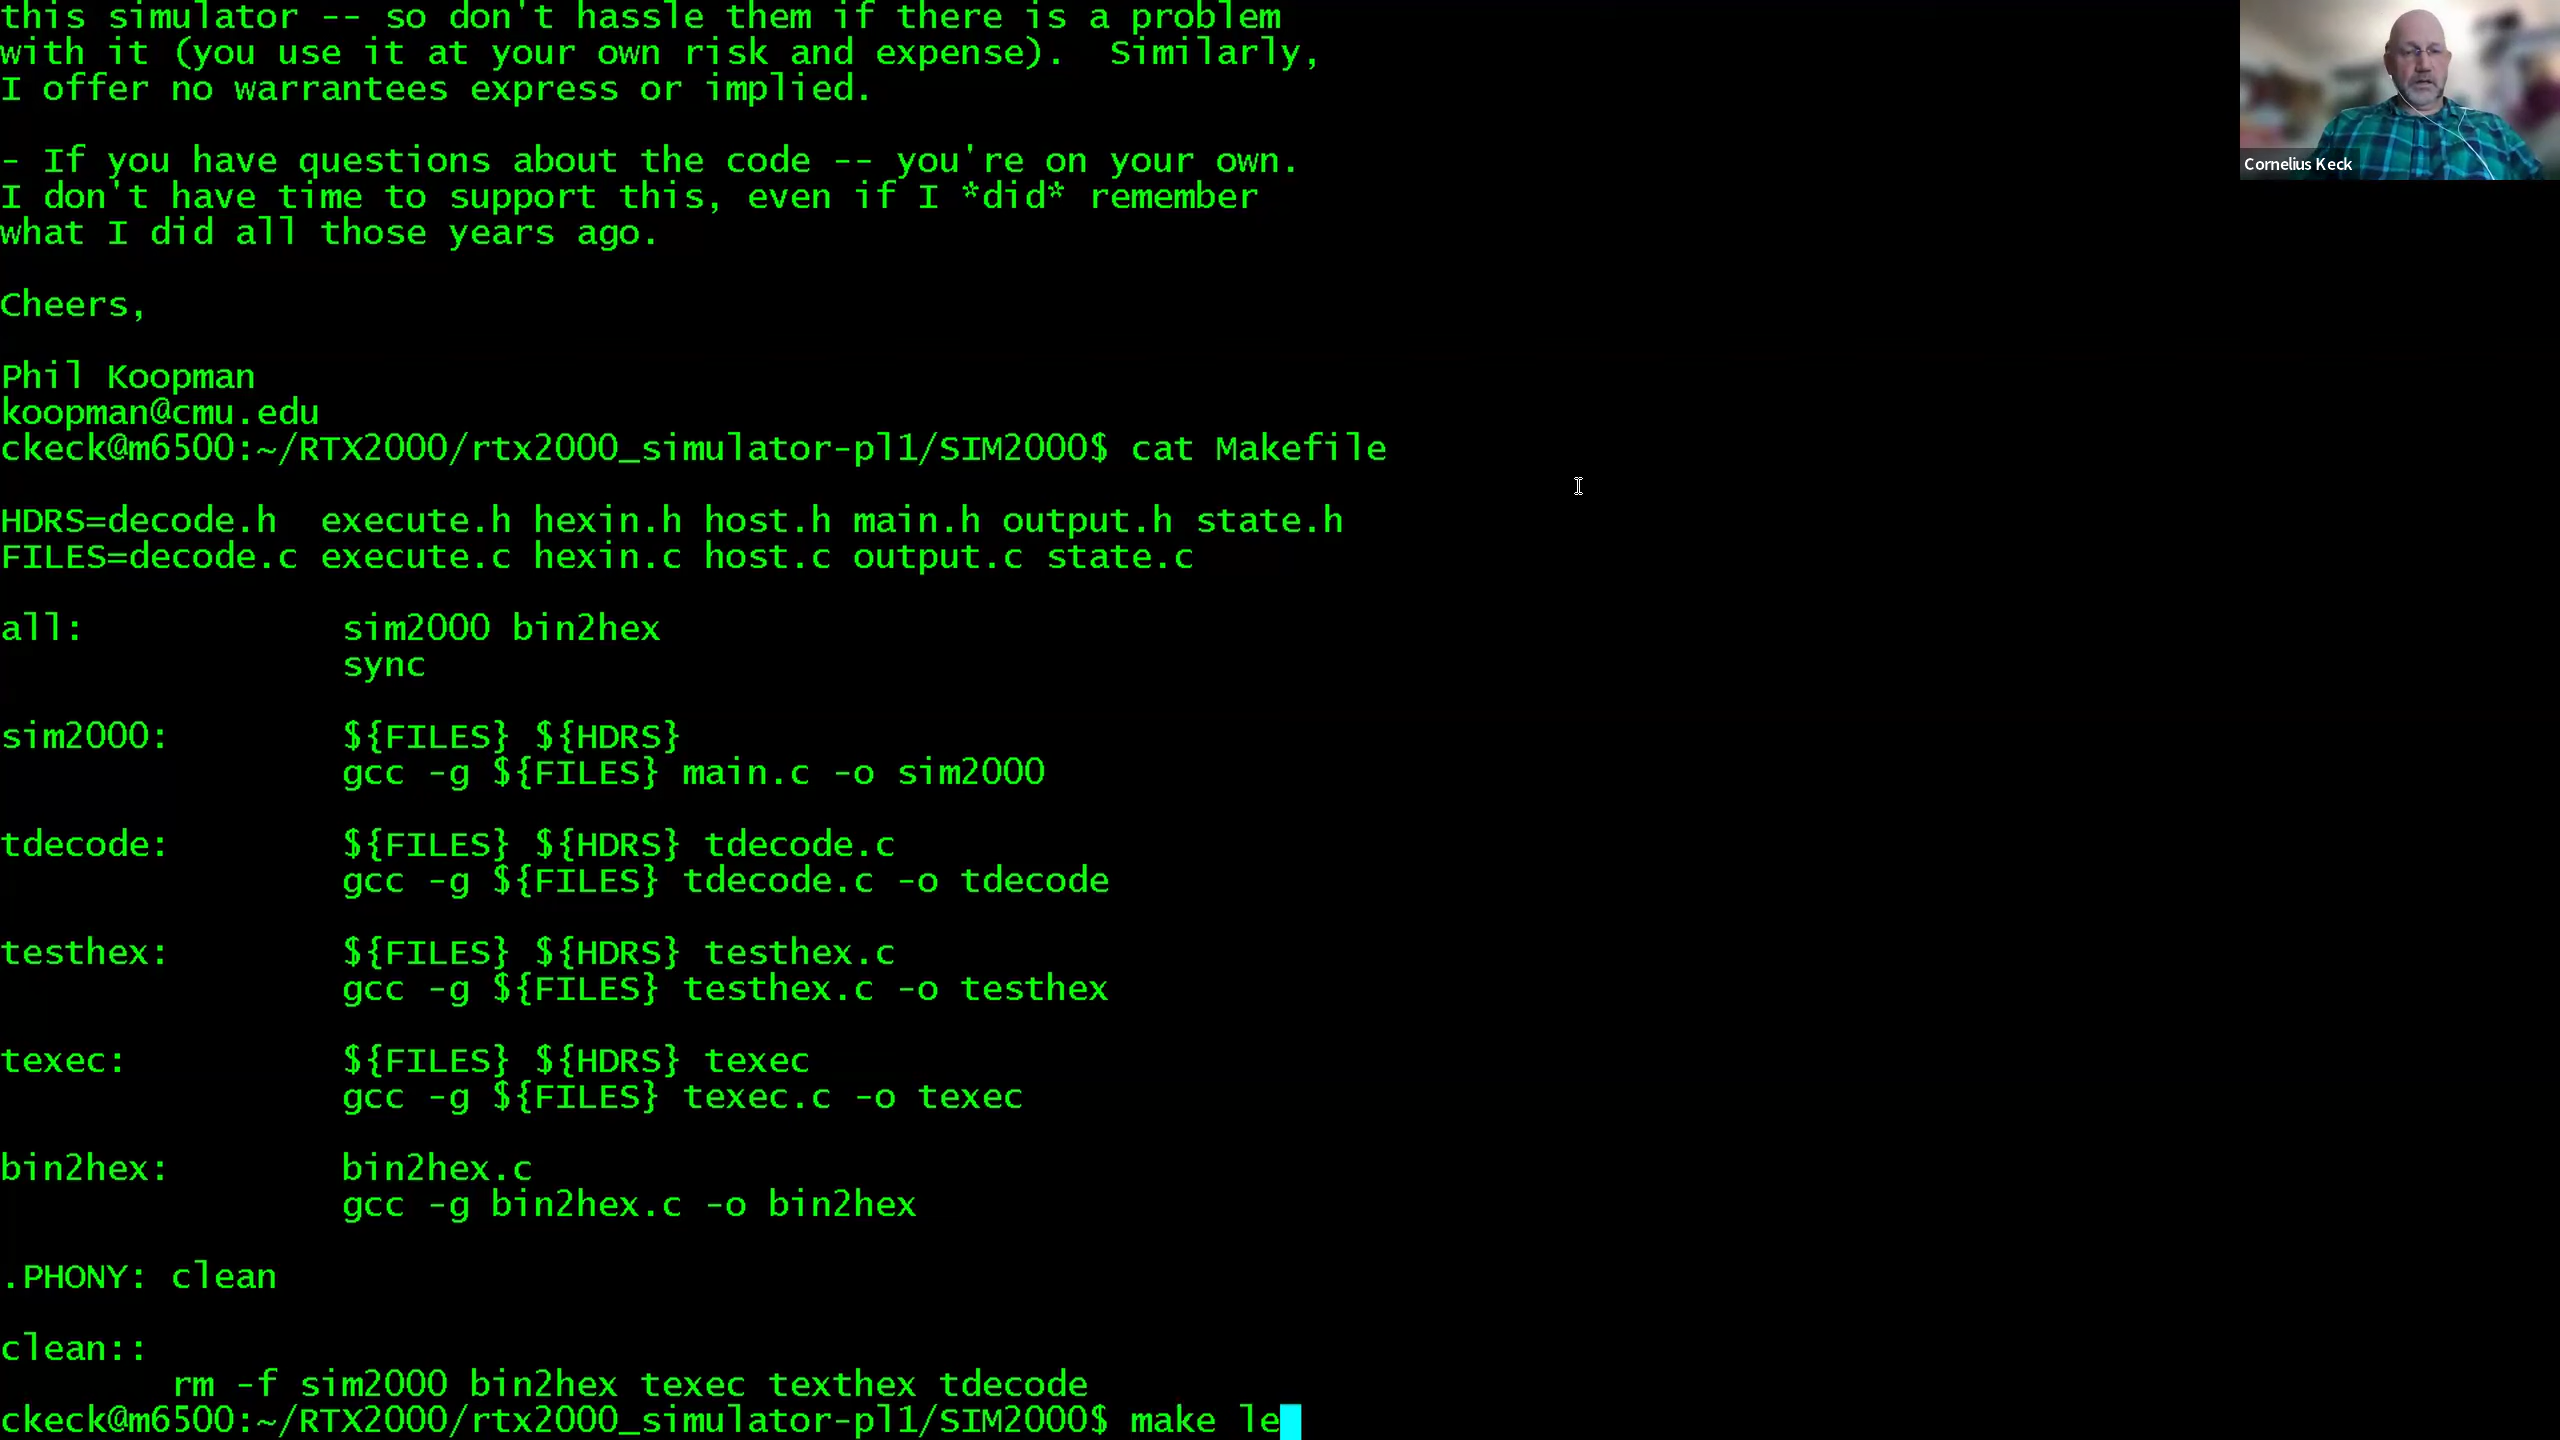 this simulator -- so don't hassle them if there is a problem
with it (you use it at your own risk and expense).  Similarly,
I offer no warrantees express or implied.
- If you have questions about the code -- you're on your own.
I don't have time to support this, even if I *did* remember
what I did all those years ago.
Cheers,
Phil Koopman
koopman@cmu.edu
ckeck@m6500:~/RTX2000/rtx2000_simulator-pl1/SIM2000$ cat Makefile
HDRS=decode.h  execute.h hexin.h host.h main.h output.h state.h
FILES=decode.c execute.c hexin.c host.c output.c state.c
all:            sim2000 bin2hex
                sync
sim2000:        ${FILES} ${HDRS}
                gcc -g ${FILES} main.c -o sim2000
tdecode:        ${FILES} ${HDRS} tdecode.c
                gcc -g ${FILES} tdecode.c -o tdecode
testhex:        ${FILES} ${HDRS} testhex.c
                gcc -g ${FILES} testhex.c -o testhex
texec:          ${FILES} ${HDRS} texec
                gcc -g ${FILES} texec.c -o texec
bin2hex:        bin2hex.c
                gcc -g bin2hex.c -o bin2hex
.PHONY: clean
clean::
        rm -f sim2000 bin2hex texec texthex tdecode
ckeck@m6500:~/RTX2000/rtx2000_simulator-pl1/SIM2000$ make le
Cornelius Keck